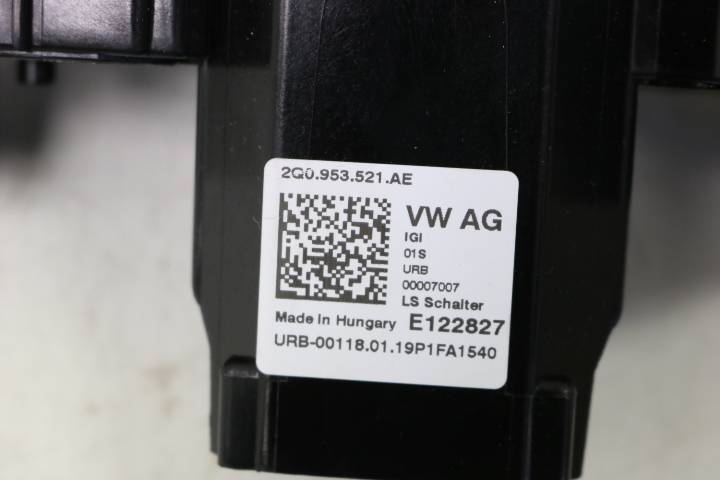 2Q0.953.521.AE
VW AG
IGI
01S
URB
00007007
LS Schalter
Made in Hungary E122827
URB-00118.01.19P1FA1540